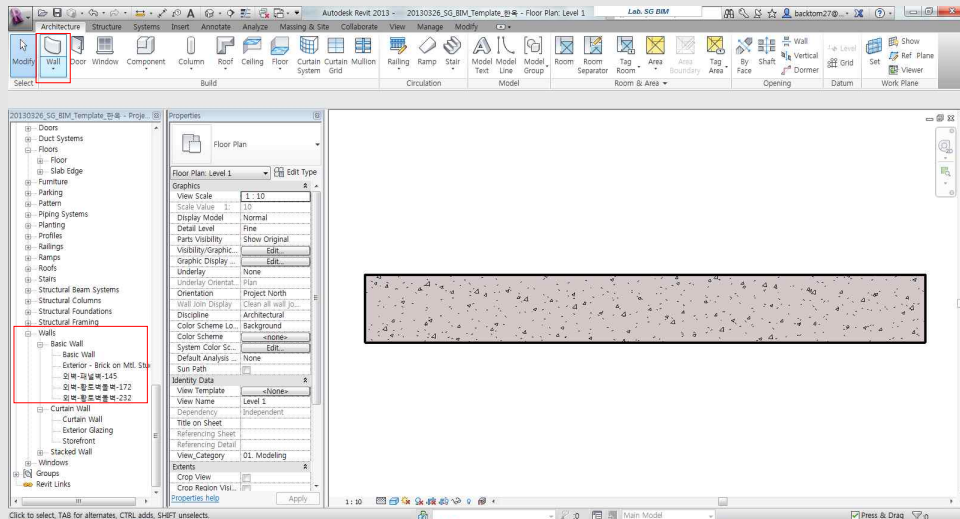 Autodesk Revit 2013 - 20130326_SG_BIM_Template_한옥 - Floor Plan: Level 1
Lab. SG BIM
backtom27@...
Architecture Structure Systems Insert Annotate Analyze Massing & Site Collaborate View Manage Modify
Modify Wall Door Window Component Column Roof Ceiling Floor Curtain System Curtain Grid Mullion Railing Ramp Stair Model Text Model Line Model Group Room Room Separator Tag Room Area Area Boundary Tag Area By Face Shaft Wall Vertical Dormer Level Grid Set Show Ref Plane Viewer
Select Build Circulation Model Room & Area Opening Datum Work Plane
20130326_SG_BIM_Template_한옥 - Proje...
Doors
Duct Systems
Floors
Floor
Slab Edge
Furniture
Parking
Pattern
Piping Systems
Planting
Profiles
Railings
Ramps
Roofs
Stairs
Structural Beam Systems
Structural Columns
Structural Foundations
Structural Framing
Walls
Basic Wall
Basic Wall
Exterior - Brick on Mtl. Stu
외벽-패널벽-145
외벽-황토벽돌벽-172
외벽-황토벽돌벽-232
Curtain Wall
Curtain Wall
Exterior Glazing
Storefront
Stacked Wall
Windows
Groups
Revit Links
Properties
Floor Plan
Floor Plan: Level 1 Edit Type
Graphics
View Scale 1 : 10
Scale Value 1: 10
Display Model Normal
Detail Level Fine
Parts Visibility Show Original
Visibility/Graphic... Edit...
Graphic Display ... Edit...
Underlay None
Underlay Orientat... Plan
Orientation Project North
Wall Join Display Clean all wall jo...
Discipline Architectural
Color Scheme Lo... Background
Color Scheme <none>
System Color Sc... Edit...
Default Analysis ... None
Sun Path
Identity Data
View Template <None>
View Name Level 1
Dependency Independent
Title on Sheet
Referencing Sheet
Referencing Detail
View_Category 01. Modeling
Extents
Crop View
Crop Region Visi...
Properties help Apply
1 : 10
Click to select, TAB for alternates, CTRL adds, SHIFT unselects.
:0 Main Model Press & Drag :0